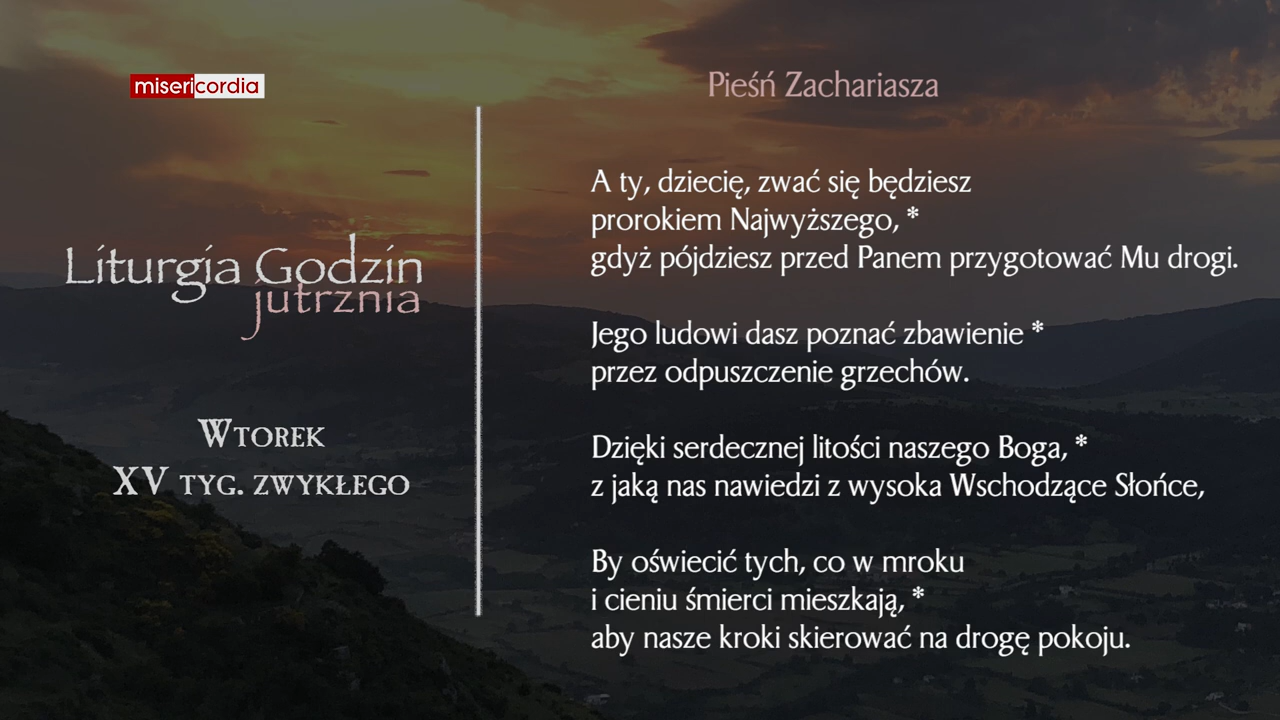 misericordia
Liturgia Godzin
jutrznia
Wtorek
XV tyg. zwykłego
Pieśń Zachariasza
A ty, dziecię, zwać się będziesz
prorokiem Najwyższego, *
gdyż pójdziesz przed Panem przygotować Mu drogi.
Jego ludowi dasz poznać zbawienie *
przez odpuszczenie grzechów.
Dzięki serdecznej litości naszego Boga, *
z jaką nas nawiedzi z wysoka Wschodzące Słońce,
By oświecić tych, co w mroku
i cieniu śmierci mieszkają, *
aby nasze kroki skierować na drogę pokoju.